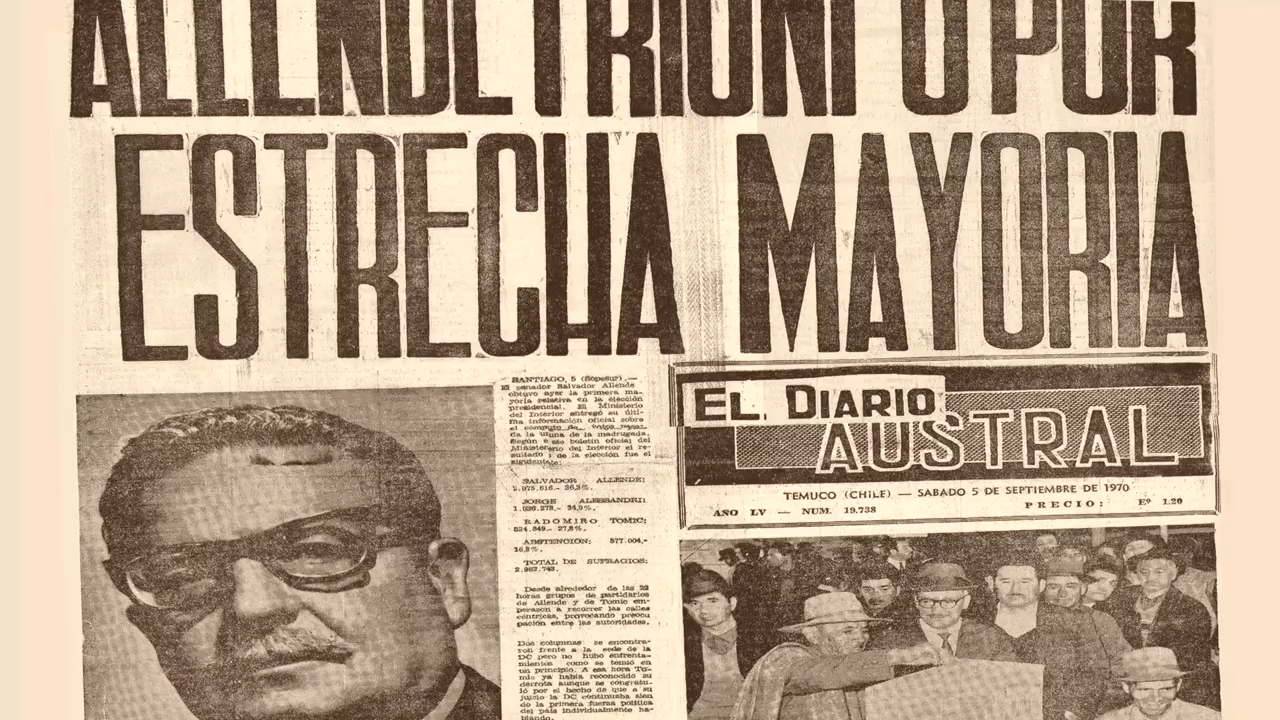 ALLENDE TRIUNFO POR
ESTRECHA MAYORIA
SANTIAGO, 5 (Sopesur).—
El senador Salvador Allende
obtuvo ayer la primera ma-
yoría relativa en la elección
presidencial. El Ministerio
del Interior entregó su últi-
ma información oficial sobre
el cómputo de
da la una de la madrugada.
Según ese boletín oficial del
Ministerio del Interior el re-
sultado de la elección fue el
siguiente:
SALVADOR ALLENDE:
1.075.616.- 36,3%.
JORGE ALESSANDRI:
1.036.278.- 34,9%.
RADOMIRO TOMIC:
824.849.- 27,8%.
ABSTENCION: 577.004,-
16,8%.
TOTAL DE SUFRAGIOS:
2.962.743.
Desde alrededor de las 22
horas grupos de partidarios
de Allende y de Tomic em-
pezaron a recorrer las calles
céntricas, provocando preocu
pación entre las autoridades.
Dos columnas se encontra-
ron frente a la sede de la
DC pero no hubo enfrenta-
mientos como se temió en
un principio. A esa hora To-
mic ya había reconocido su
derrota aunque se congratu-
ló por el hecho de que a su
juicio la DC continuaba sien
do la primera fuerza política
del país individualmente ha-
blando.
EL DIARIO
AUSTRAL
TEMUCO (CHILE) — SABADO 5 DE SEPTIEMBRE DE 1970
AÑO LV — NUM. 19.738 PRECIO: Eº 1.20